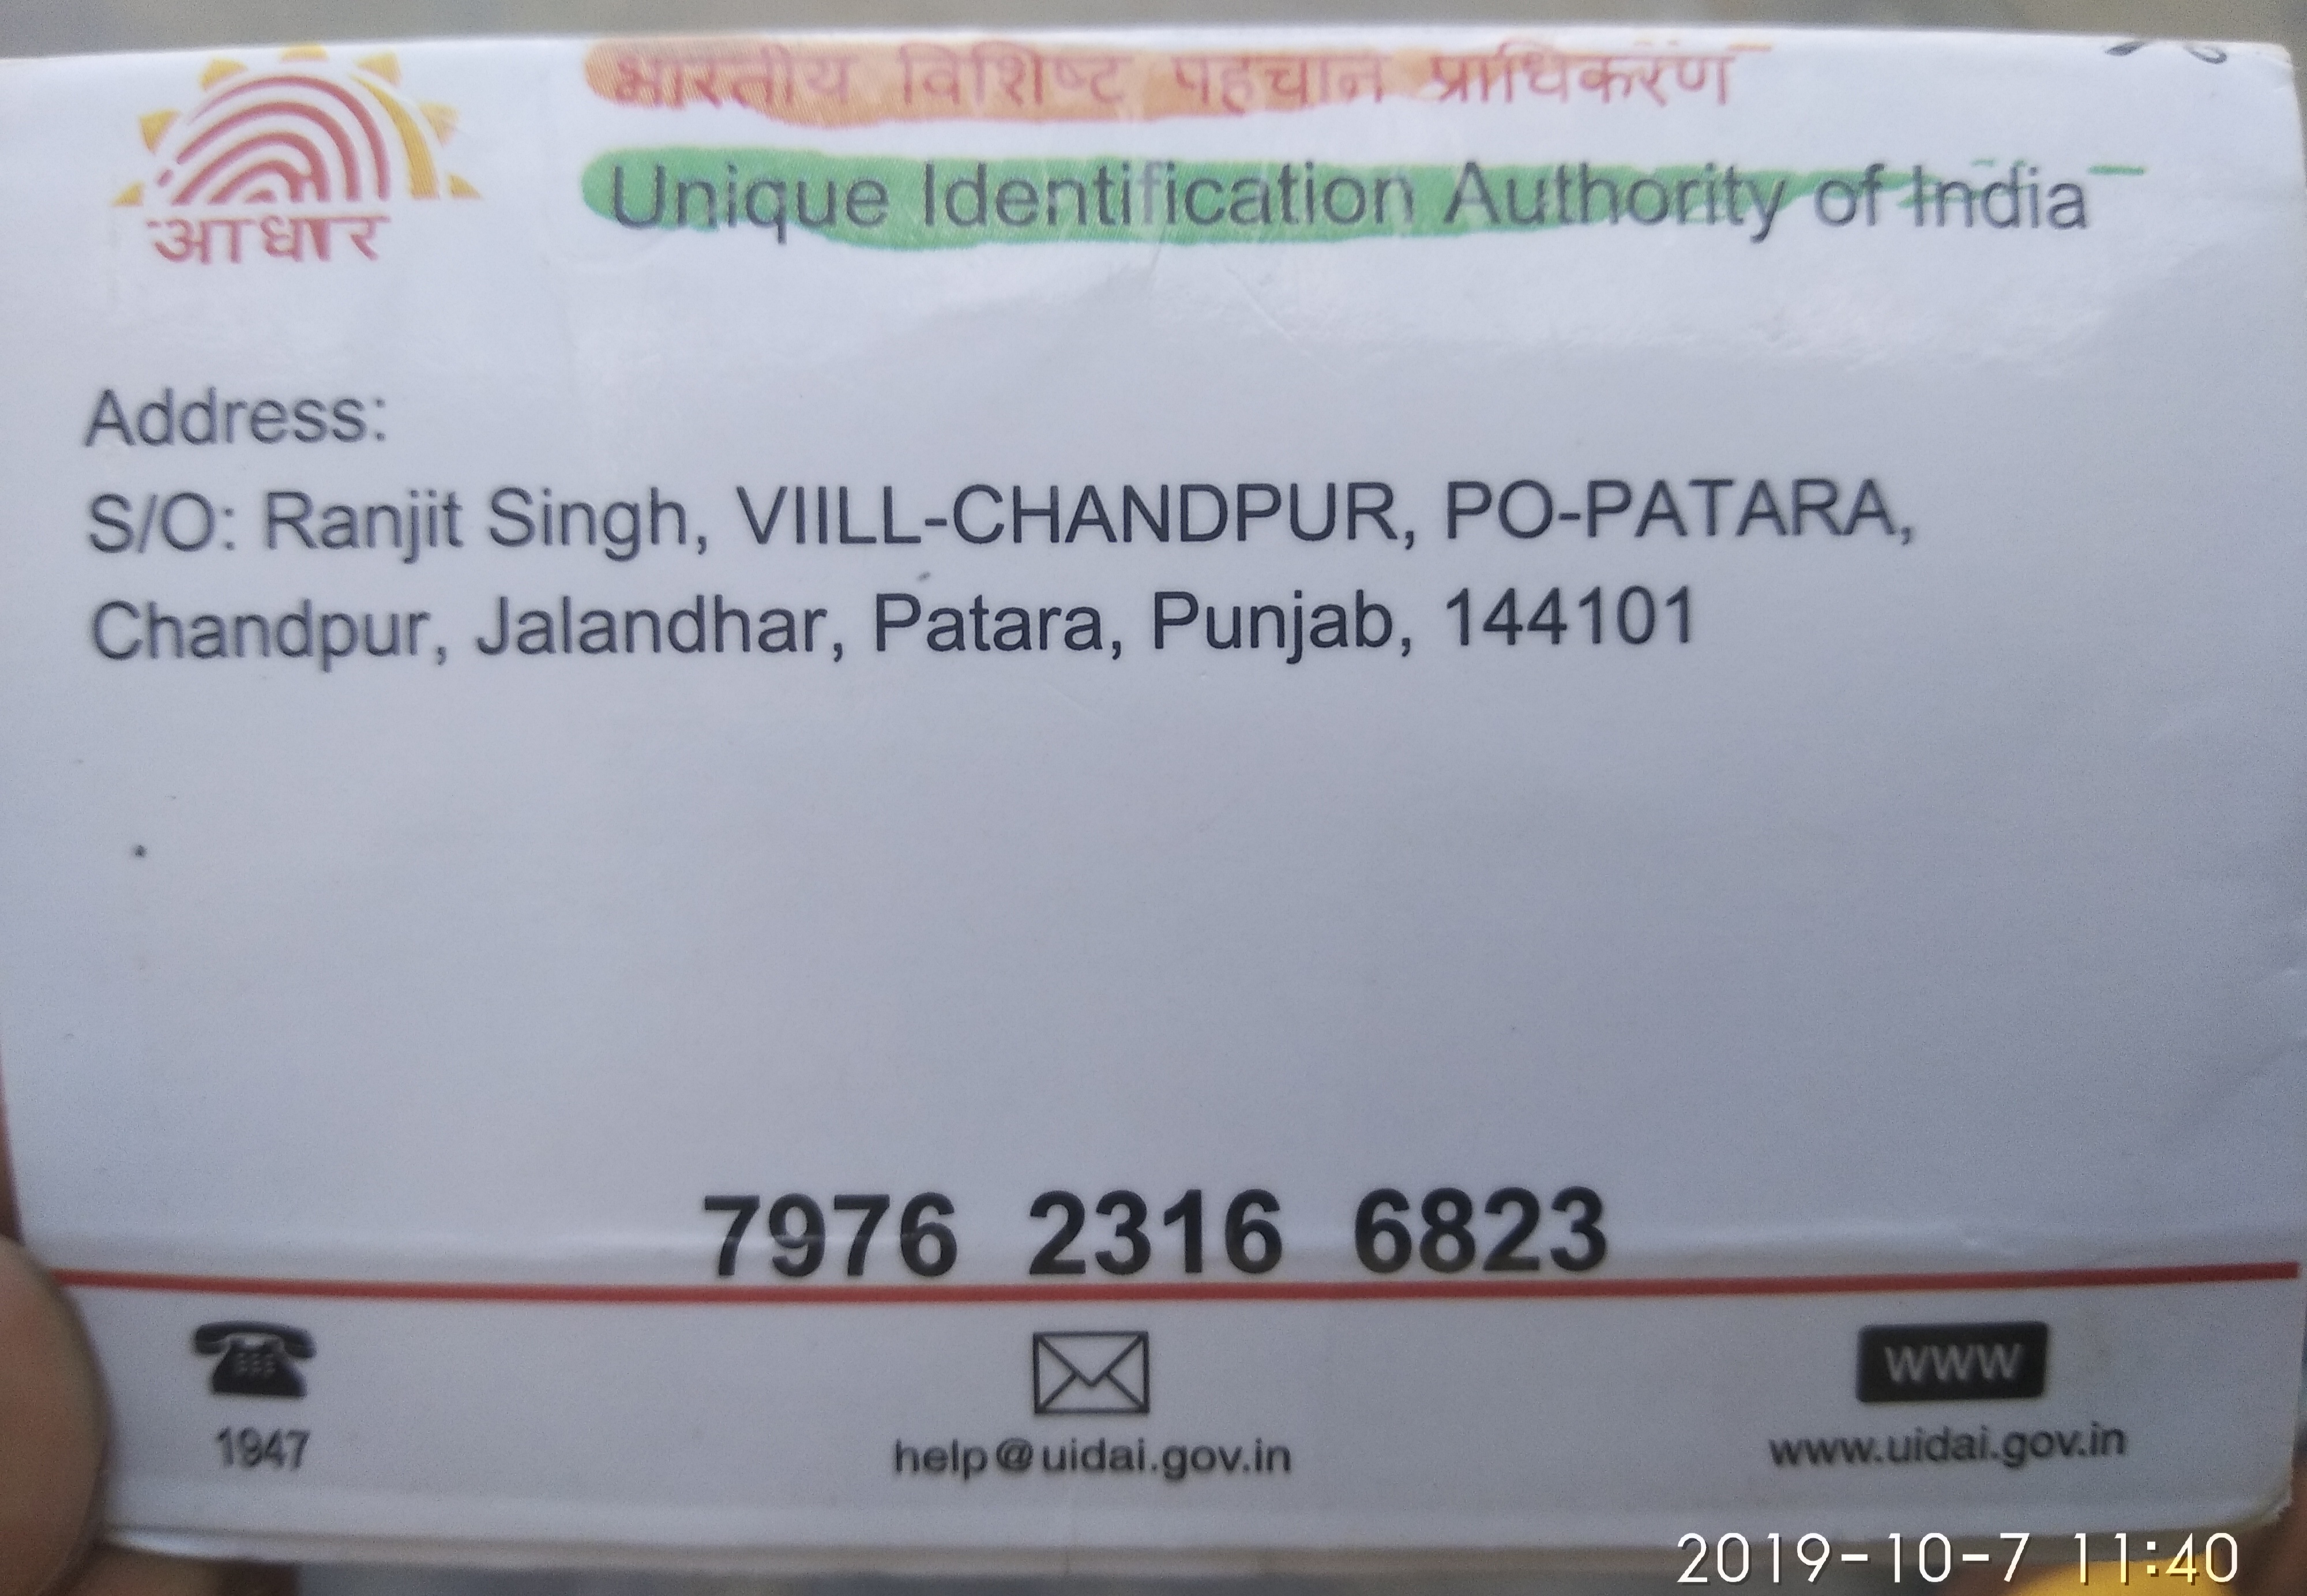 भारतीय विशिष्ट पहचान प्राधिकरण
Unique Identification Authority of India
आधार
Address:
S/O: Ranjit Singh, VIILL-CHANDPUR, PO-PATARA,
Chandpur, Jalandhar, Patara, Punjab, 144101
7976 2316 6823
WWW
1947
help@uidai.gov.in
www.uidai.gov.in
2019-10-7 11:40